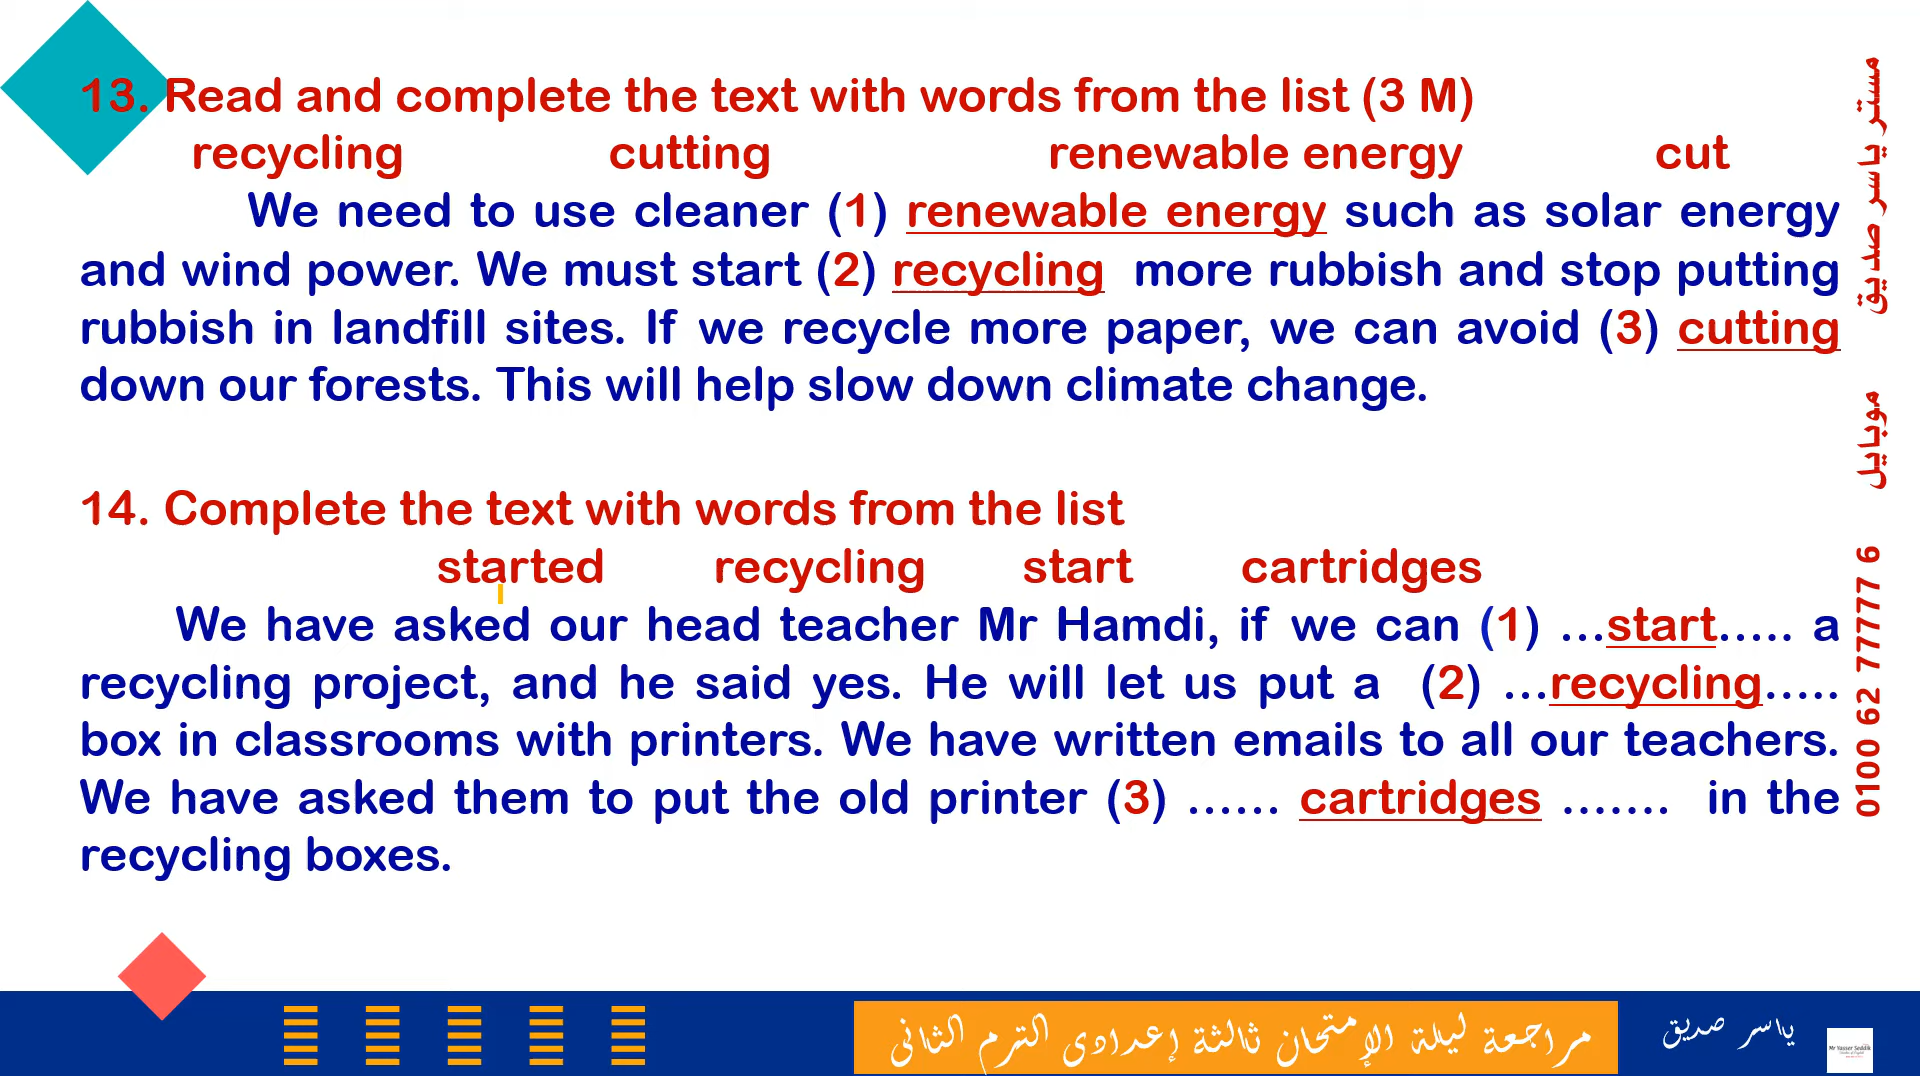 13. Read and complete the text with words from the list (3 M)
recycling cutting renewable energy cut
We need to use cleaner (1) renewable energy such as solar energy
and wind power. We must start (2) recycling more rubbish and stop putting
rubbish in landfill sites. If we recycle more paper, we can avoid (3) cutting
down our forests. This will help slow down climate change.
14. Complete the text with words from the list
started recycling start cartridges
We have asked our head teacher Mr Hamdi, if we can (1) ...start..... a
recycling project, and he said yes. He will let us put a (2) ...recycling.....
box in classrooms with printers. We have written emails to all our teachers.
We have asked them to put the old printer (3) ...... cartridges ....... in the
recycling boxes.
مستر ياسر صديق موبايل 0100 62 77777 6
مراجعة ليلة الإمتحان ثالثة إعدادى الترم الثانى
ياسر صديق
Mr Yasser Seddik